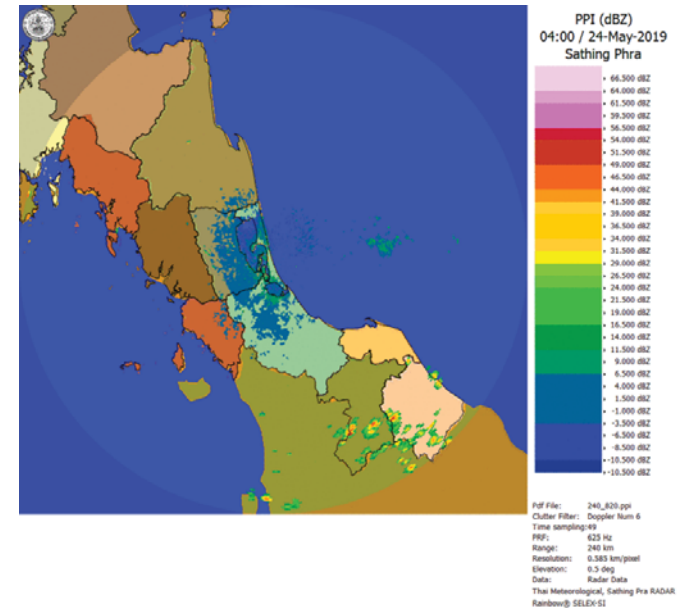 PPI (dBZ)
04:00 / 24-May-2019
Sathing Phra
66.500 dBZ
64.000 dBZ
61.500 dBZ
59.500 dBZ
56.500 dBZ
54.000 dBZ
51.500 dBZ
49.000 dBZ
46.500 dBZ
44.000 dBZ
41.500 dBZ
39.000 dBZ
36.500 dBZ
34.000 dBZ
31.500 dBZ
29.000 dBZ
26.500 dBZ
24.000 dBZ
21.500 dBZ
19.000 dBZ
16.500 dBZ
14.000 dBZ
11.500 dBZ
9.000 dBZ
6.500 dBZ
4.000 dBZ
1.500 dBZ
-1.000 dBZ
-3.500 dBZ
-6.500 dBZ
-8.500 dBZ
-10.500 dBZ
-10.500 dBZ
Pdf File: 240_820.ppi
Clutter Filter: Doppler Num 6
Time sampling:49
PRF: 625 Hz
Range: 240 km
Resolution: 0.585 km/pixel
Elevation: 0.5 deg
Data: Radar Data
Thai Meteorological, Sathing Pra RADAR
Rainbow® SELEX-SI